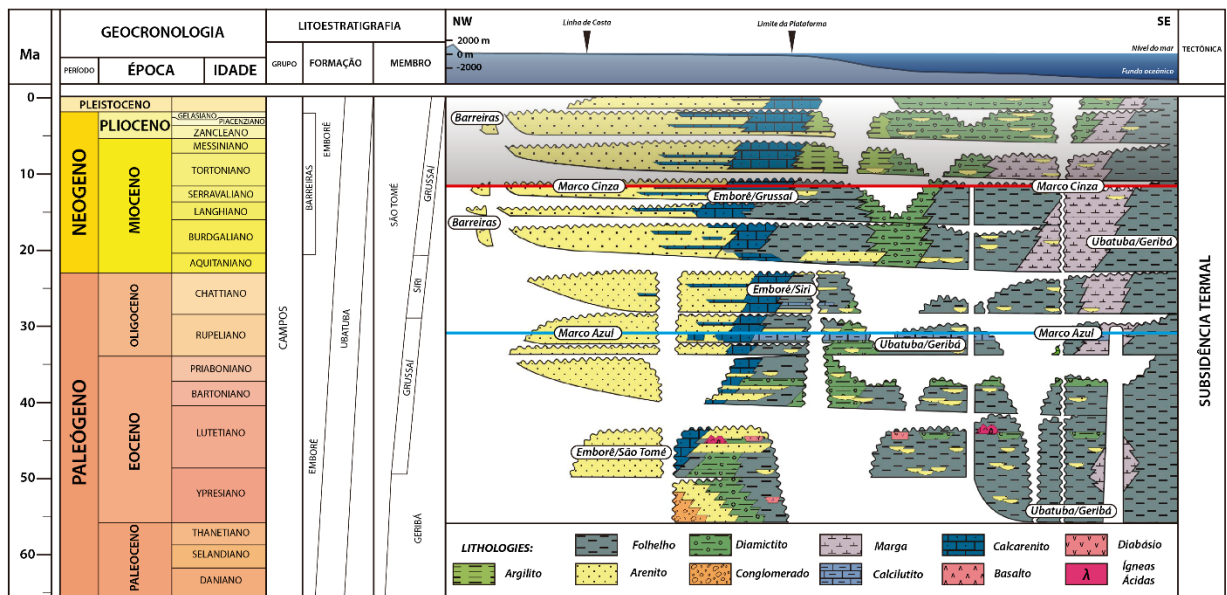 GEOCRONOLOGIA
LITOESTRATIGRAFIA
NW
Linha de Costa
Limite da Plataforma
SE
Ma
2000 m
0 m
-2000
Nível do mar
Fundo oceânico
TECTÔNICA
PERÍODO
ÉPOCA
IDADE
GRUPO
FORMAÇÃO
MEMBRO
0
10
20
30
40
50
60
NEOGENO
PALEÓGENO
PLEISTOCENO
PLIOCENO
MIOCENO
OLIGOCENO
EOCENO
PALEOCENO
GELASIANO
PIACENZIANO
ZANCLEANO
MESSINIANO
TORTONIANO
SERRAVALIANO
LANGHIANO
BURDGALIANO
AQUITANIANO
CHATTIANO
RUPELIANO
PRIABONIANO
BARTONIANO
LUTETIANO
YPRESIANO
THANETIANO
SELANDIANO
DANIANO
CAMPOS
BARREIRAS
EMBORÉ
UBATUBA
EMBORÉ
SÃO TOMÉ
GRUSSAÍ
SIRI
GRUSSAÍ
GERIBÁ
Barreiras
Marco Cinza
Marco Cinza
Emborê/Grussaí
Barreiras
Ubatuba/Geribá
Emborê/Siri
Marco Azul
Marco Azul
Ubatuba/Geribá
Emborê/São Tomé
Ubatuba/Geribá
SUBSIDÊNCIA TERMAL
LITHOLOGIES:
Folhelho
Diamictito
Marga
Calcarenito
Diabásio
Argilito
Arenito
Conglomerado
Calcilutito
Basalto
λ
Ígneas
Ácidas